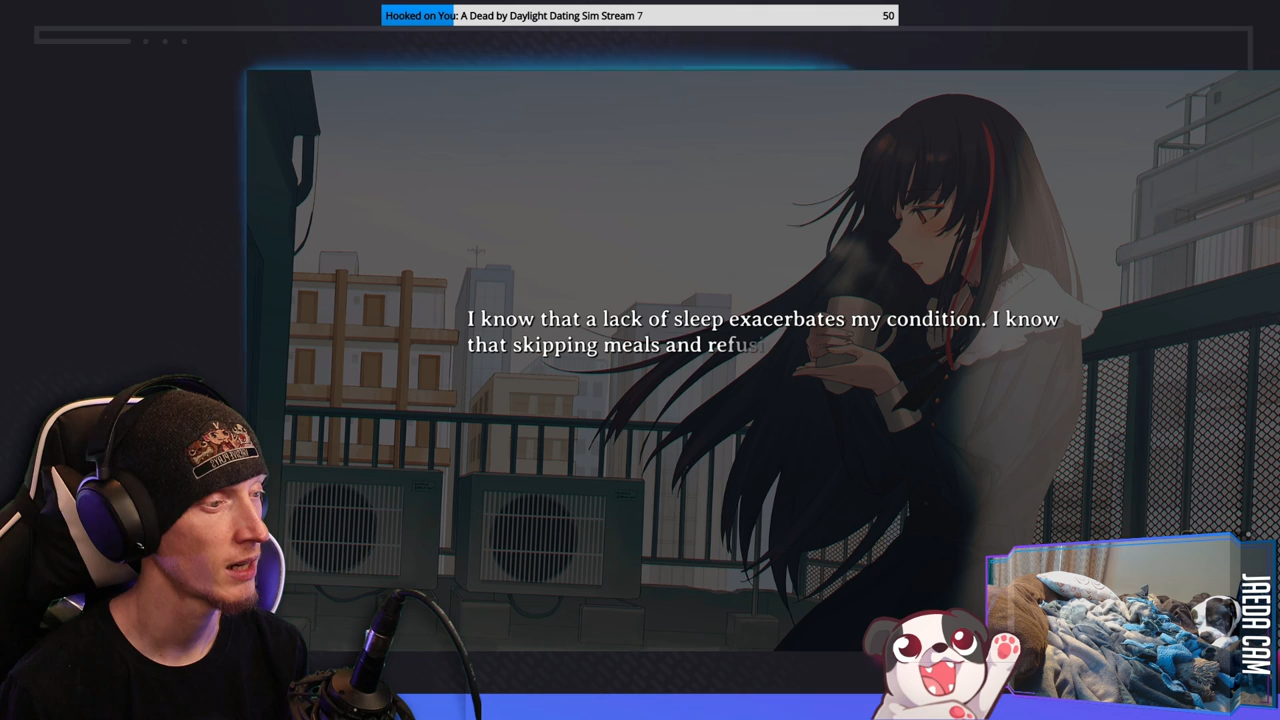 Hooked on You: A Dead by Daylight Dating Sim Stream 7
50
I know that a lack of sleep exacerbates my condition. I know
that skipping meals and refusi
JAEDA CAM